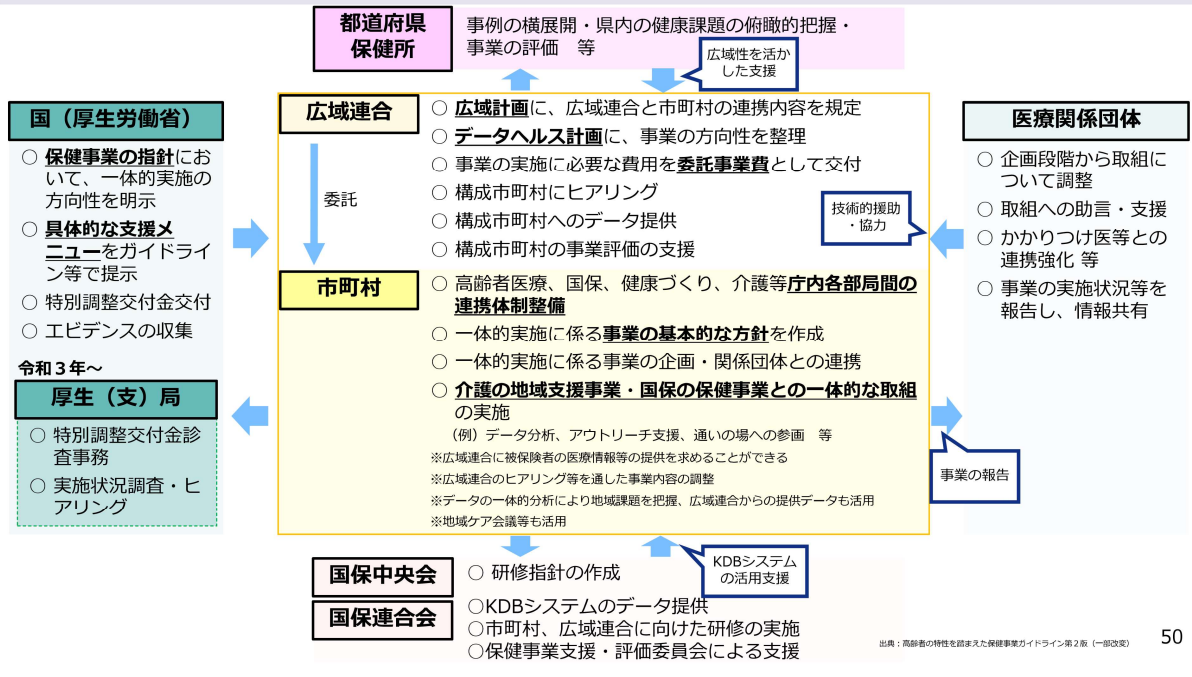 都道府県
保健所
事例の横展開・県内の健康課題の俯瞰的把握・
事業の評価　等
広域性を活か
した支援
国（厚生労働省）
○ 保健事業の指針にお
いて、一体的実施の
方向性を明示
○ 具体的な支援メ
ニューをガイドライ
ン等で提示
○ 特別調整交付金交付
○ エビデンスの収集
令和３年～
厚生（支）局
○ 特別調整交付金診
査事務
○ 実施状況調査・ヒ
アリング
広域連合
委託
○ 広域計画に、広域連合と市町村の連携内容を規定
○ データヘルス計画に、事業の方向性を整理
○ 事業の実施に必要な費用を委託事業費として交付
○ 構成市町村にヒアリング
○ 構成市町村へのデータ提供
○ 構成市町村の事業評価の支援
技術的援助
・協力
市町村
○ 高齢者医療、国保、健康づくり、介護等庁内各部局間の
連携体制整備
○ 一体的実施に係る事業の基本的な方針を作成
○ 一体的実施に係る事業の企画・関係団体との連携
○ 介護の地域支援事業・国保の保健事業との一体的な取組
の実施
（例）データ分析、アウトリーチ支援、通いの場への参画　等
※広域連合に被保険者の医療情報等の提供を求めることができる
※広域連合のヒアリング等を通した事業内容の調整
※データの一体的分析により地域課題を把握、広域連合からの提供データも活用
※地域ケア会議等も活用
医療関係団体
○ 企画段階から取組に
ついて調整
○ 取組への助言・支援
○ かかりつけ医等との
連携強化 等
○ 事業の実施状況等を
報告し、情報共有
事業の報告
国保中央会
○ 研修指針の作成
KDBシステム
の活用支援
国保連合会
○KDBシステムのデータ提供
○市町村、広域連合に向けた研修の実施
○保健事業支援・評価委員会による支援
出典：高齢者の特性を踏まえた保健事業ガイドライン第２版（一部改変）
50